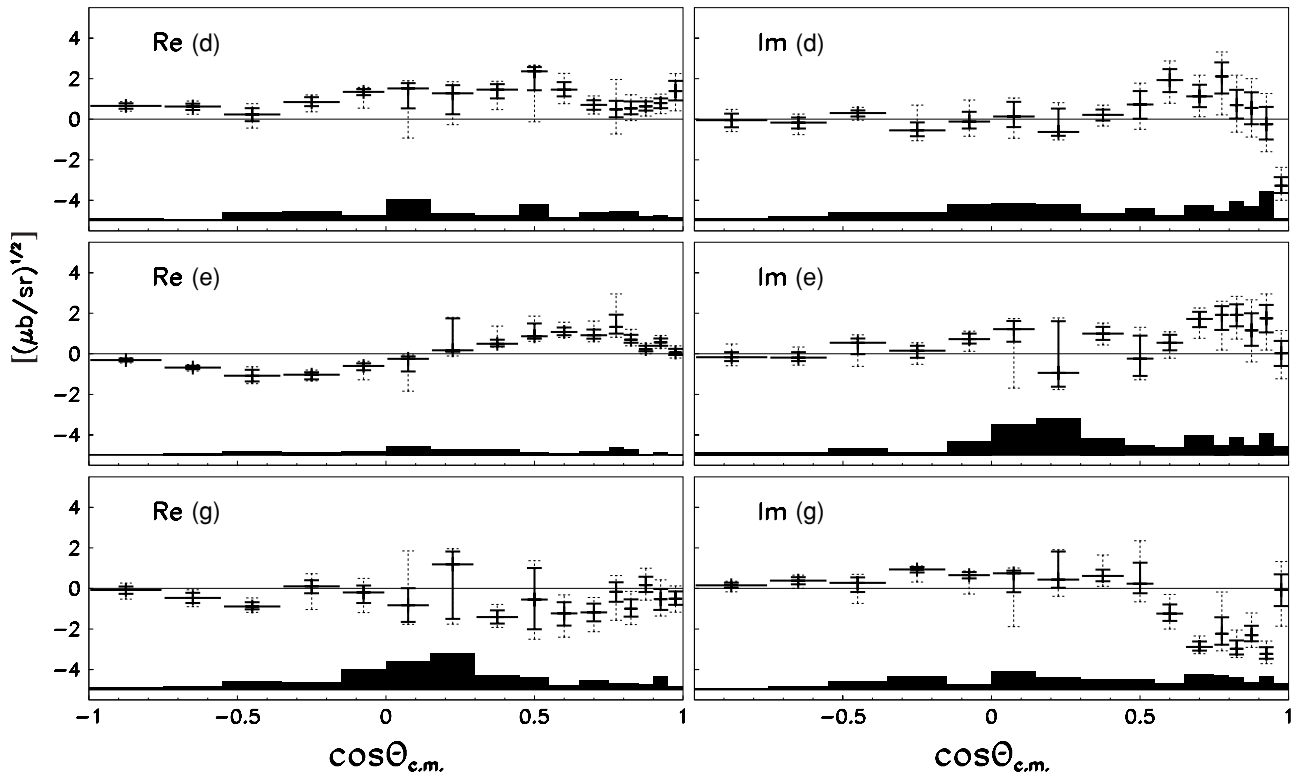 Re (d)
Im (d)
4
2
0
−2
−4
Re (e)
Im (e)
4
2
0
−2
−4
[(μb/sr)^1/2]
Re (g)
Im (g)
4
2
0
−2
−4
−1 −0.5 0 0.5 1
−0.5 0 0.5 1
cosΘc.m.
cosΘc.m.